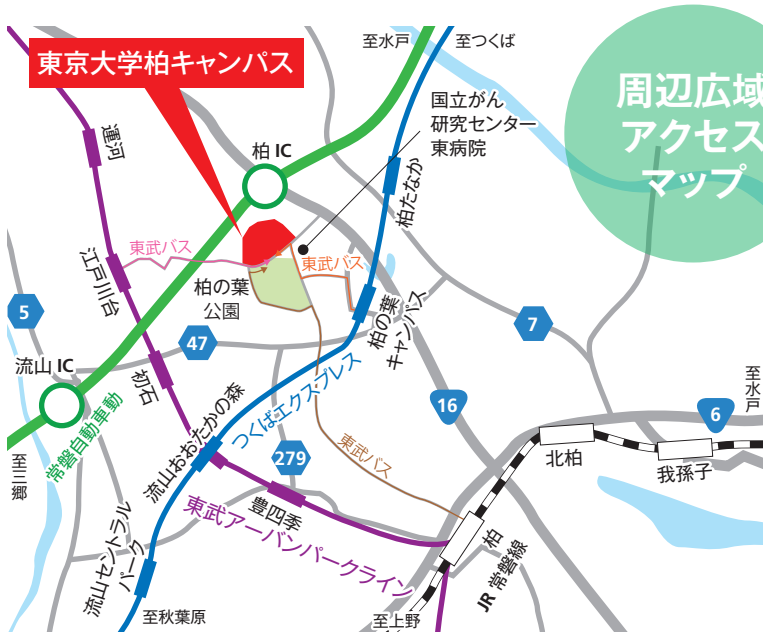 至水戸
至つくば
東京大学柏キャンパス
周辺広域
アクセス
マップ
国立がん
研究センター
東病院
運河
柏 IC
柏たなか
東武バス
江戸川台
東武バス
柏の葉
公園
5
47
7
柏の葉
キャンパス
流山 IC
初石
つくばエクスプレス
至水戸
16
6
常磐自動車動
流山おおたかの森
至三郷
279
東武バス
北柏
我孫子
豊四季
東武アーバンパークライン
流山セントラル
パーク
柏
JR 常磐線
至秋葉原
至上野